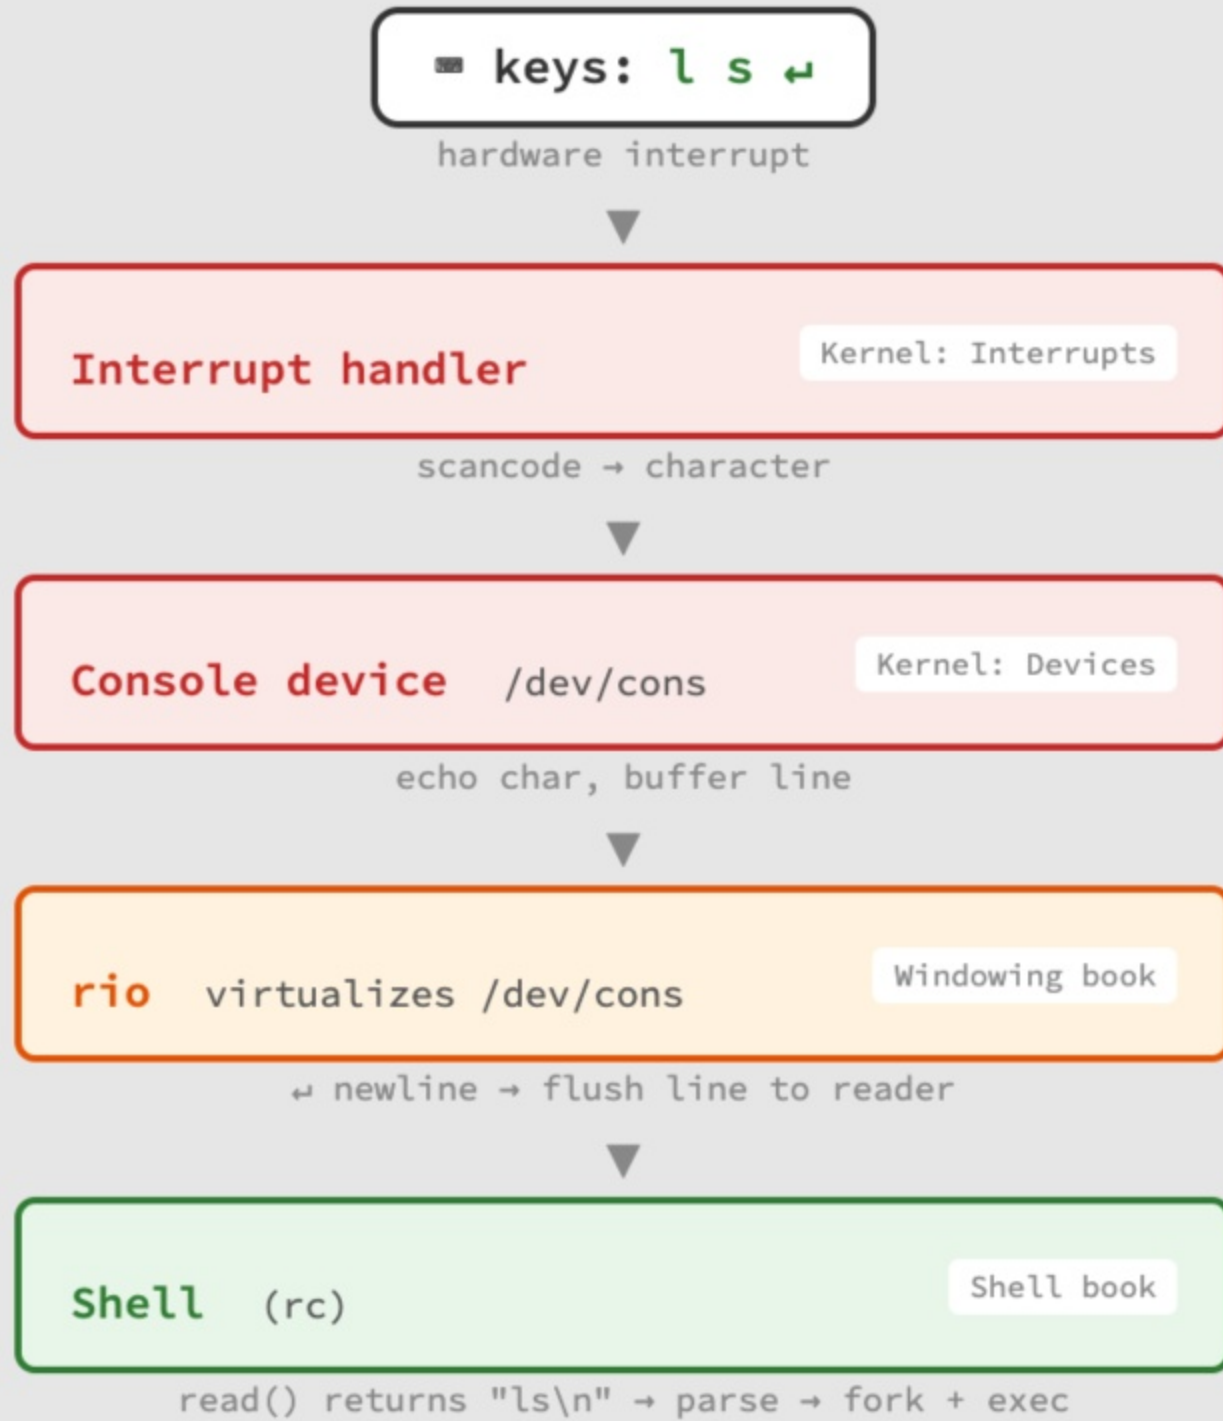 ⌨ keys: l s ↵
hardware interrupt
Interrupt handler Kernel: Interrupts
scancode → character
Console device /dev/cons Kernel: Devices
echo char, buffer line
rio virtualizes /dev/cons Windowing book
↵ newline → flush line to reader
Shell (rc) Shell book
read() returns "ls\n" → parse → fork + exec